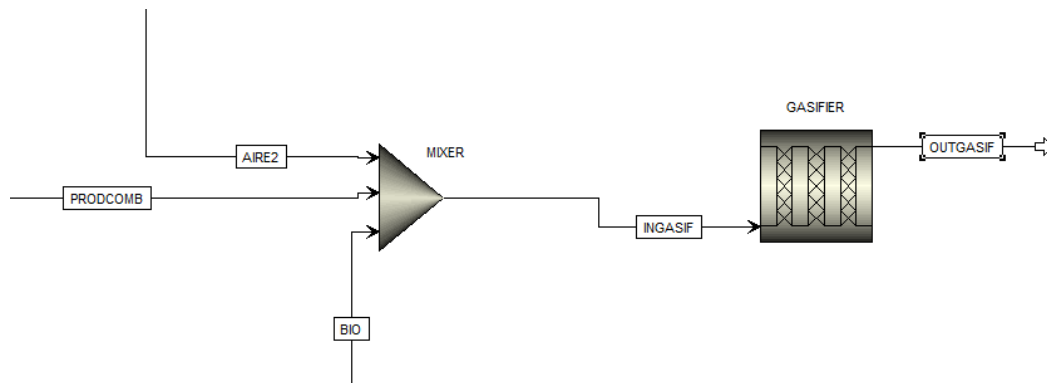 GASIFIER
AIRE2
MIXER
OUTGASIF
PRODCOMB
INGASIF
BIO